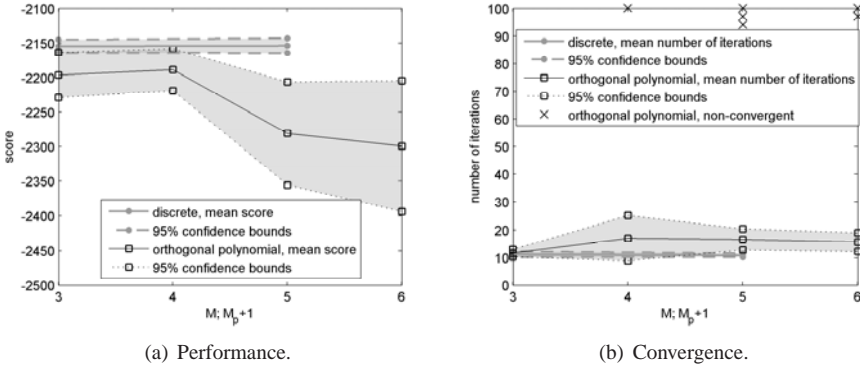 -2100
-2150
-2200
-2250
-2300
-2350
-2400
-2450
-2500
score
discrete, mean score
95% confidence bounds
orthogonal polynomial, mean score
95% confidence bounds
3 4 5 6
M; Mp+1
(a) Performance.
100
90
80
70
60
50
40
30
20
10
0
number of iterations
discrete, mean number of iterations
95% confidence bounds
orthogonal polynomial, mean number of iterations
95% confidence bounds
orthogonal polynomial, non-convergent
3 4 5 6
M; Mp+1
(b) Convergence.